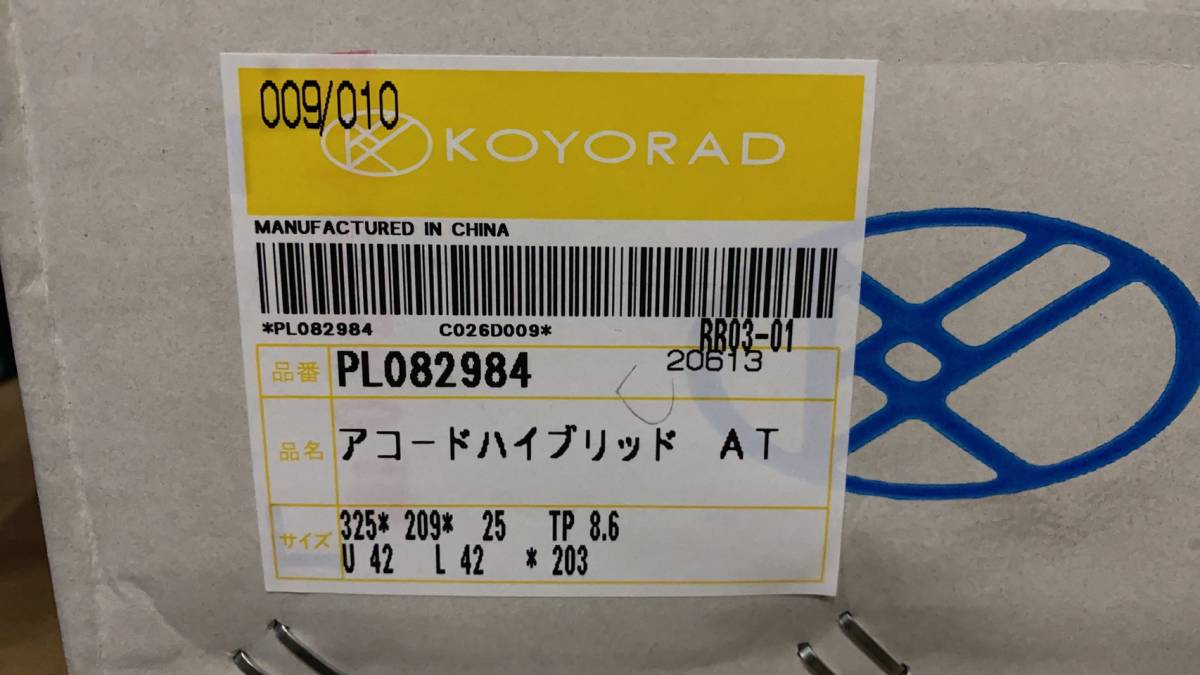 009/010
KOYORAD
MANUFACTURED IN CHINA
*PL082984 C026D009*
RB03-01
20613
品番 PL082984
品名 アコードハイブリッド AT
サイズ 325* 209* 25 TP 8.6
U 42 L 42 * 203